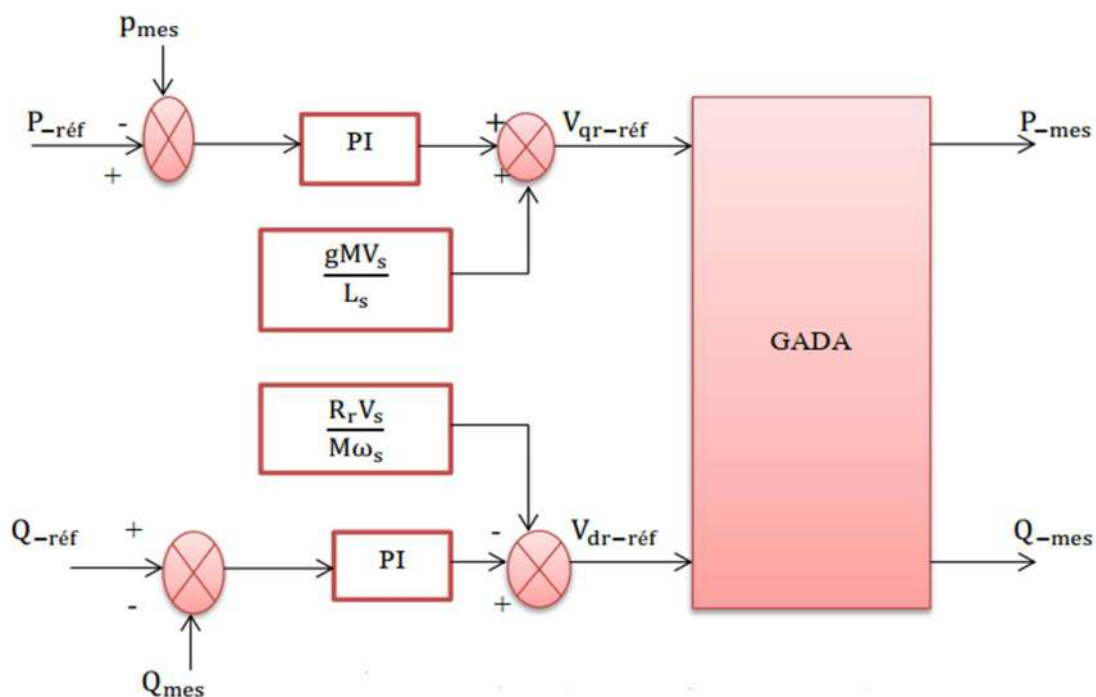 pmes
P–réf
-
+
PI
+
+
Vqr–réf
P–mes
gMVs
Ls
GADA
RrVs
Mωs
Q–réf
+
-
PI
-
+
Vdr–réf
Q–mes
Qmes